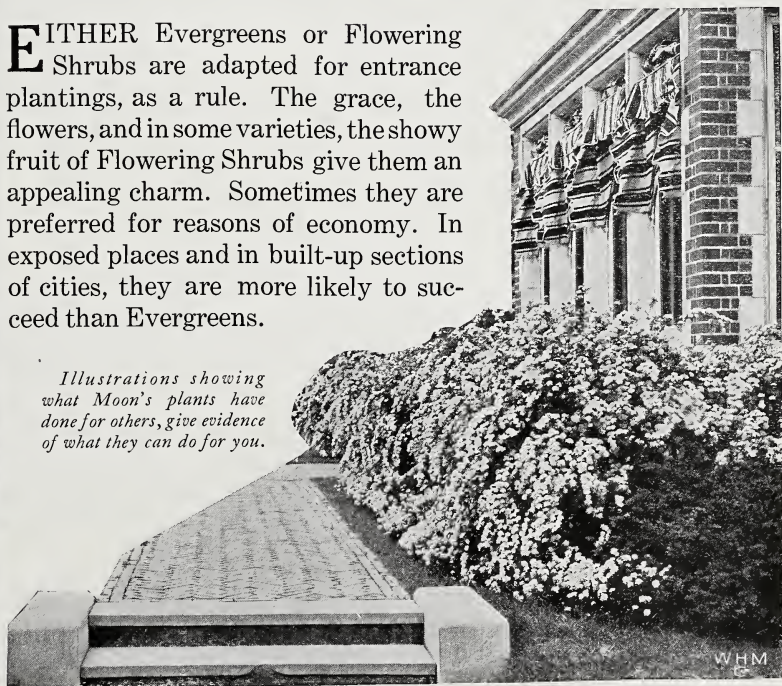 EITHER Evergreens or Flowering
Shrubs are adapted for entrance
plantings, as a rule. The grace, the
flowers, and in some varieties, the showy
fruit of Flowering Shrubs give them an
appealing charm. Sometimes they are
preferred for reasons of economy. In
exposed places and in built-up sections
of cities, they are more likely to suc-
ceed than Evergreens.
Illustrations showing
what Moon's plants have
done for others, give evidence
of what they can do for you.
WHM